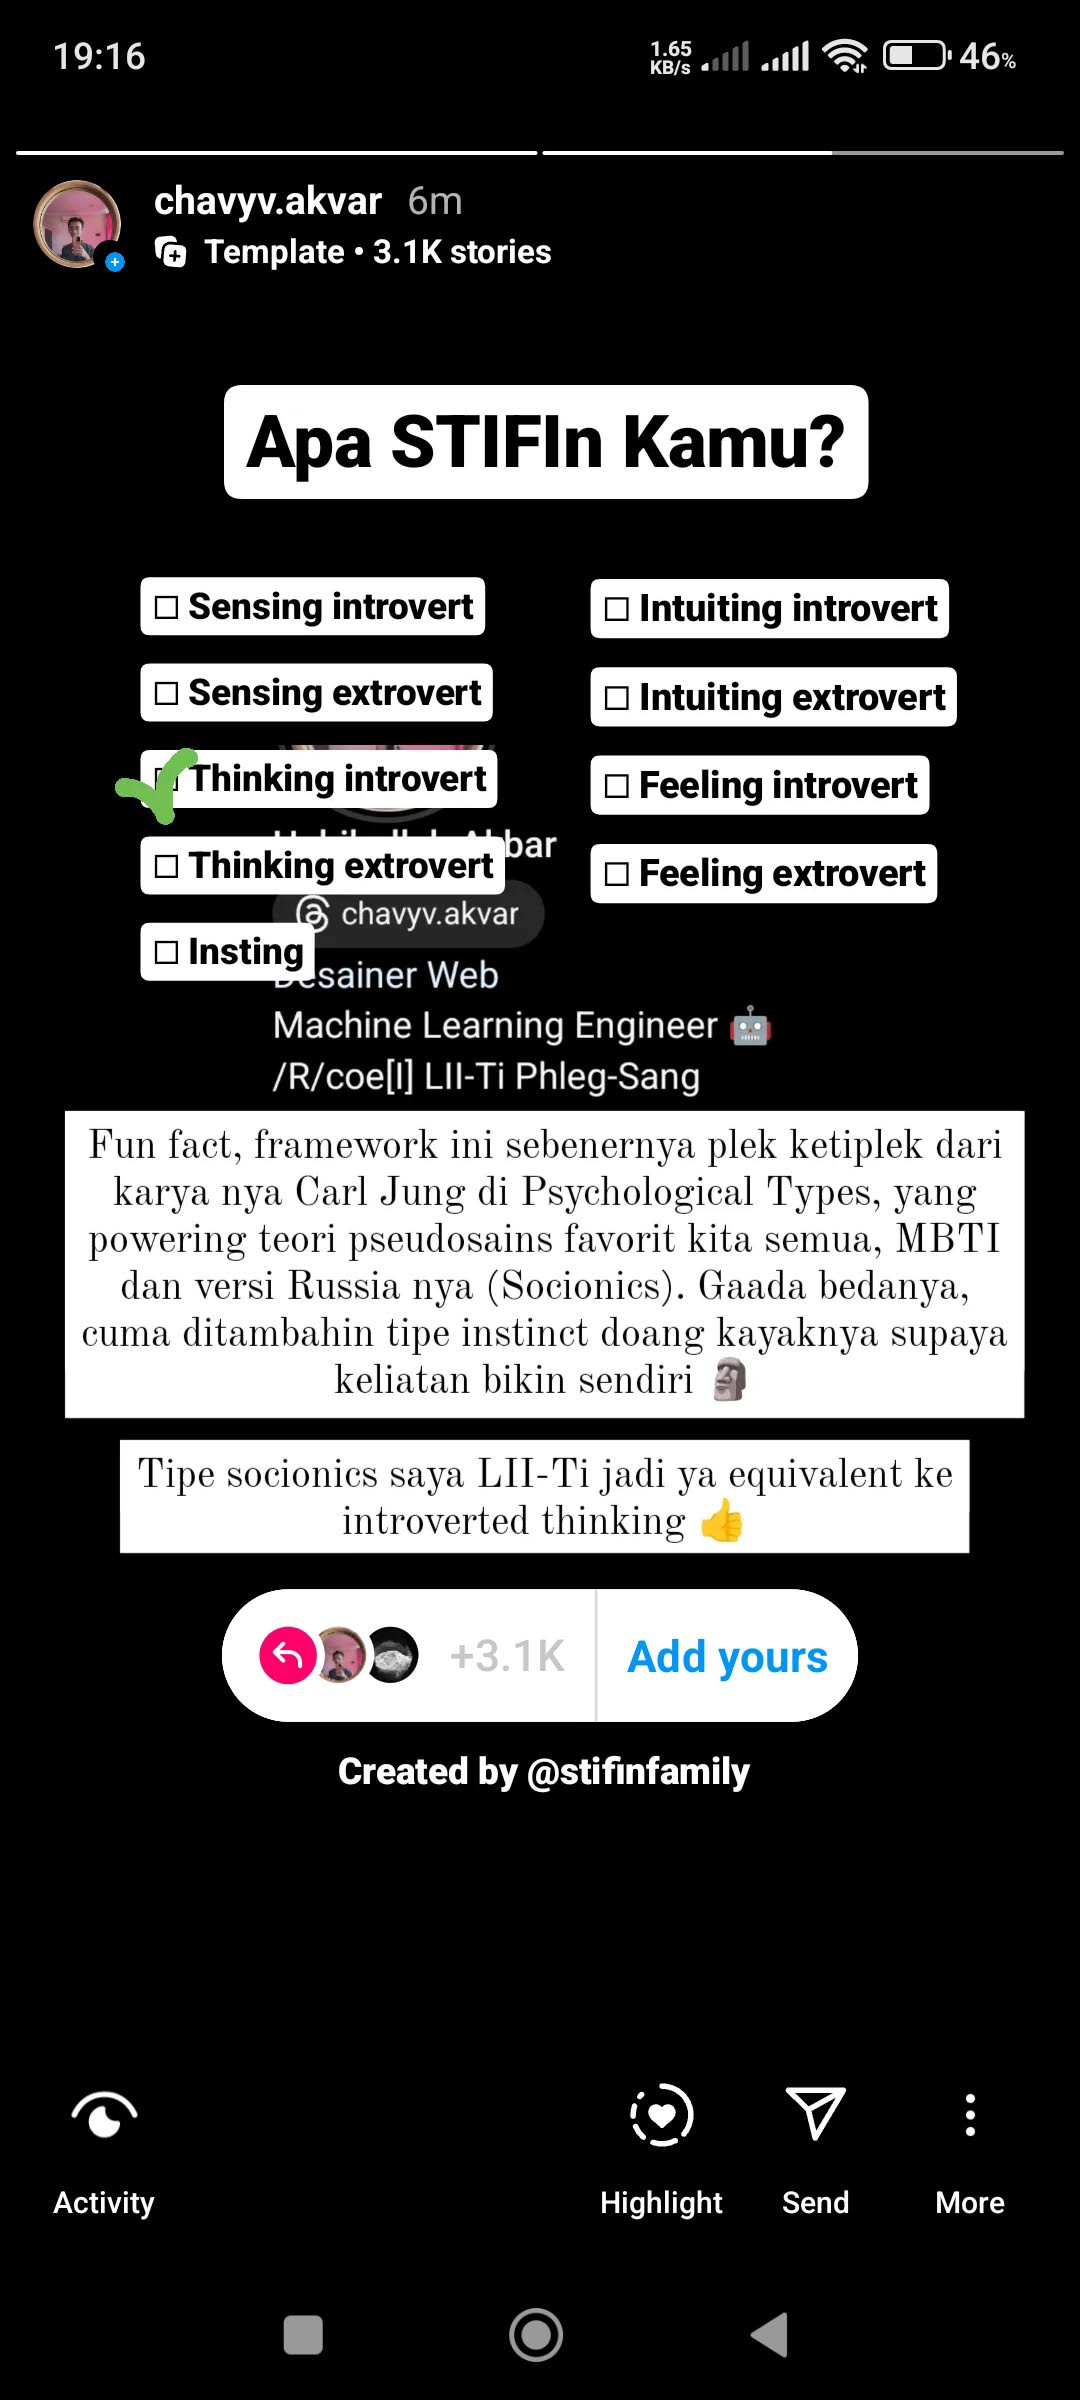 19:16
1.65 KB/s
46%
chavyv.akvar 6m
Template • 3.1K stories
Apa STIFIn Kamu?
☐ Sensing introvert
☐ Sensing extrovert
Thinking introvert
☐ Thinking extrovert
☐ Insting
☐ Intuiting introvert
☐ Intuiting extrovert
☐ Feeling introvert
☐ Feeling extrovert
chavyv.akvar
Desainer Web
Machine Learning Engineer 🤖
/R/coe[I] LII-Ti Phleg-Sang
Fun fact, framework ini sebenernya plek ketiplek dari
karya nya Carl Jung di Psychological Types, yang
powering teori pseudosains favorit kita semua, MBTI
dan versi Russia nya (Socionics). Gaada bedanya,
cuma ditambahin tipe instinct doang kayaknya supaya
keliatan bikin sendiri 🗿
Tipe socionics saya LII-Ti jadi ya equivalent ke
introverted thinking 👍
+3.1K
Add yours
Created by @stifinfamily
Activity
Highlight
Send
More